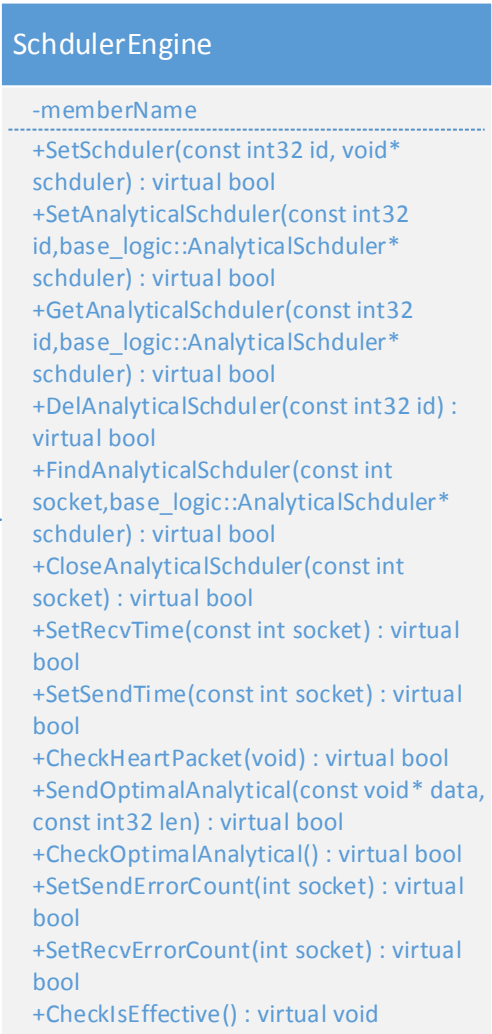 SchdulerEngine
-memberName
+SetSchduler(const int32 id, void*
schduler) : virtual bool
+SetAnalyticalSchduler(const int32
id,base_logic::AnalyticalSchduler*
schduler) : virtual bool
+GetAnalyticalSchduler(const int32
id,base_logic::AnalyticalSchduler*
schduler) : virtual bool
+DelAnalyticalSchduler(const int32 id) :
virtual bool
+FindAnalyticalSchduler(const int
socket,base_logic::AnalyticalSchduler*
schduler) : virtual bool
+CloseAnalyticalSchduler(const int
socket) : virtual bool
+SetRecvTime(const int socket) : virtual
bool
+SetSendTime(const int socket) : virtual
bool
+CheckHeartPacket(void) : virtual bool
+SendOptimalAnalytical(const void* data,
const int32 len) : virtual bool
+CheckOptimalAnalytical() : virtual bool
+SetSendErrorCount(int socket) : virtual
bool
+SetRecvErrorCount(int socket) : virtual
bool
+CheckIsEffective() : virtual void